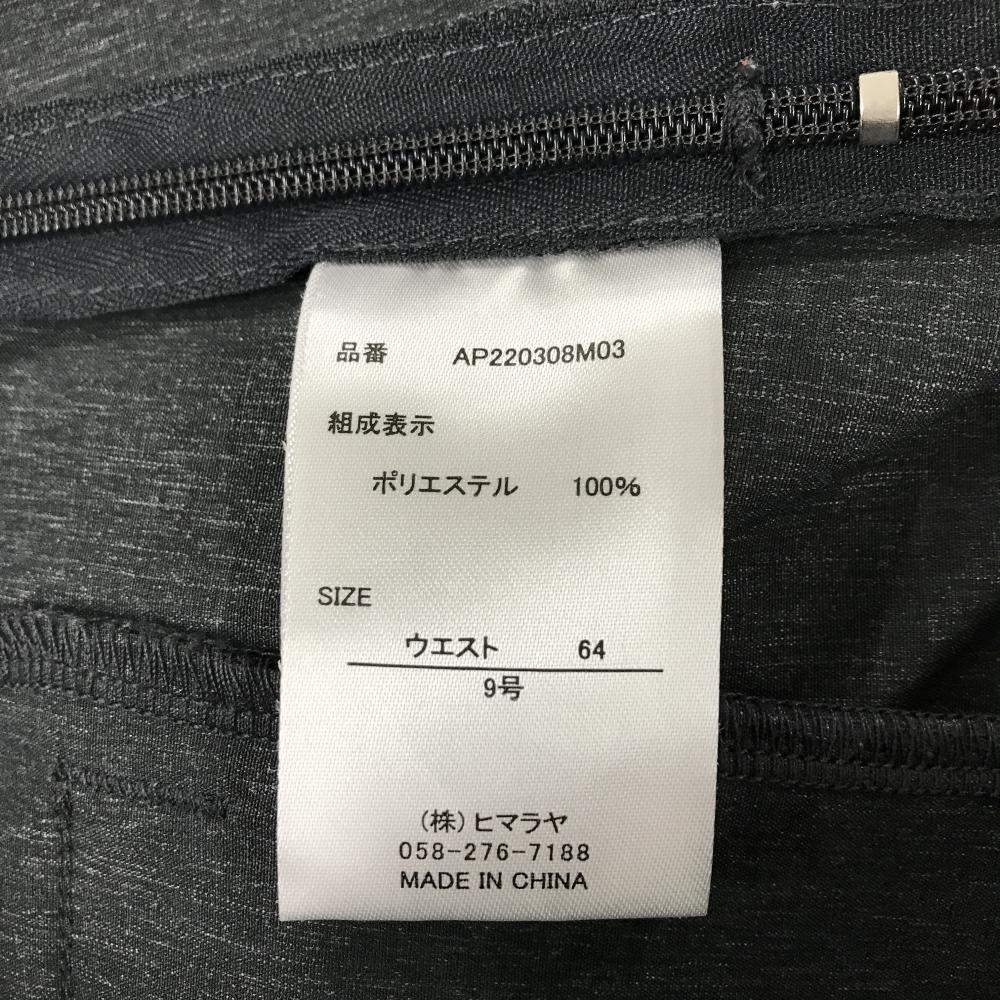 品番 AP220308M03
組成表示
ポリエステル 100%
SIZE
ウエスト 64
9号
(株)ヒマラヤ
058-276-7188
MADE IN CHINA